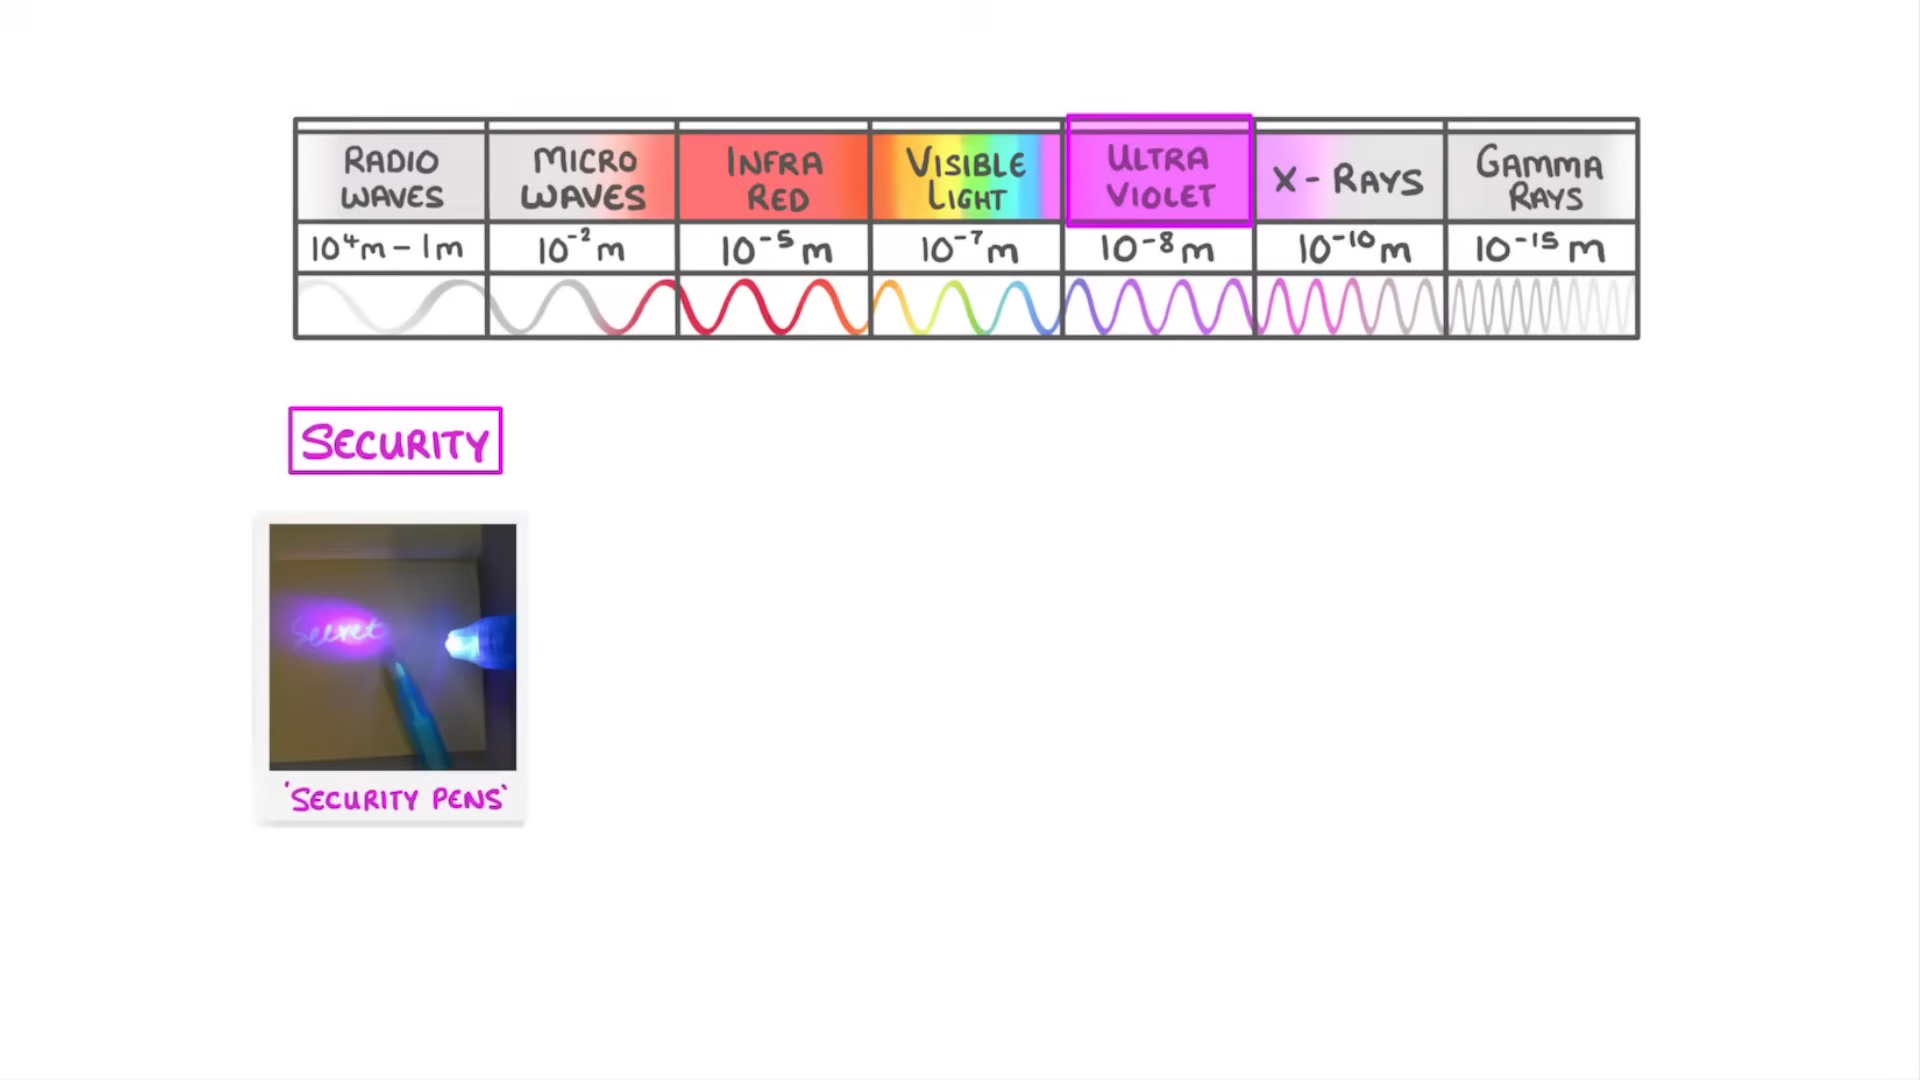 RADIO
WAVES
MICRO
WAVES
INFRA
RED
VISIBLE
LIGHT
ULTRA
VIOLET
X-RAYS
GAMMA
RAYS
10⁴m – 1m
10⁻²m
10⁻⁵m
10⁻⁷m
10⁻⁸m
10⁻¹⁰m
10⁻¹⁵m
SECURITY
Secret
'SECURITY PENS'